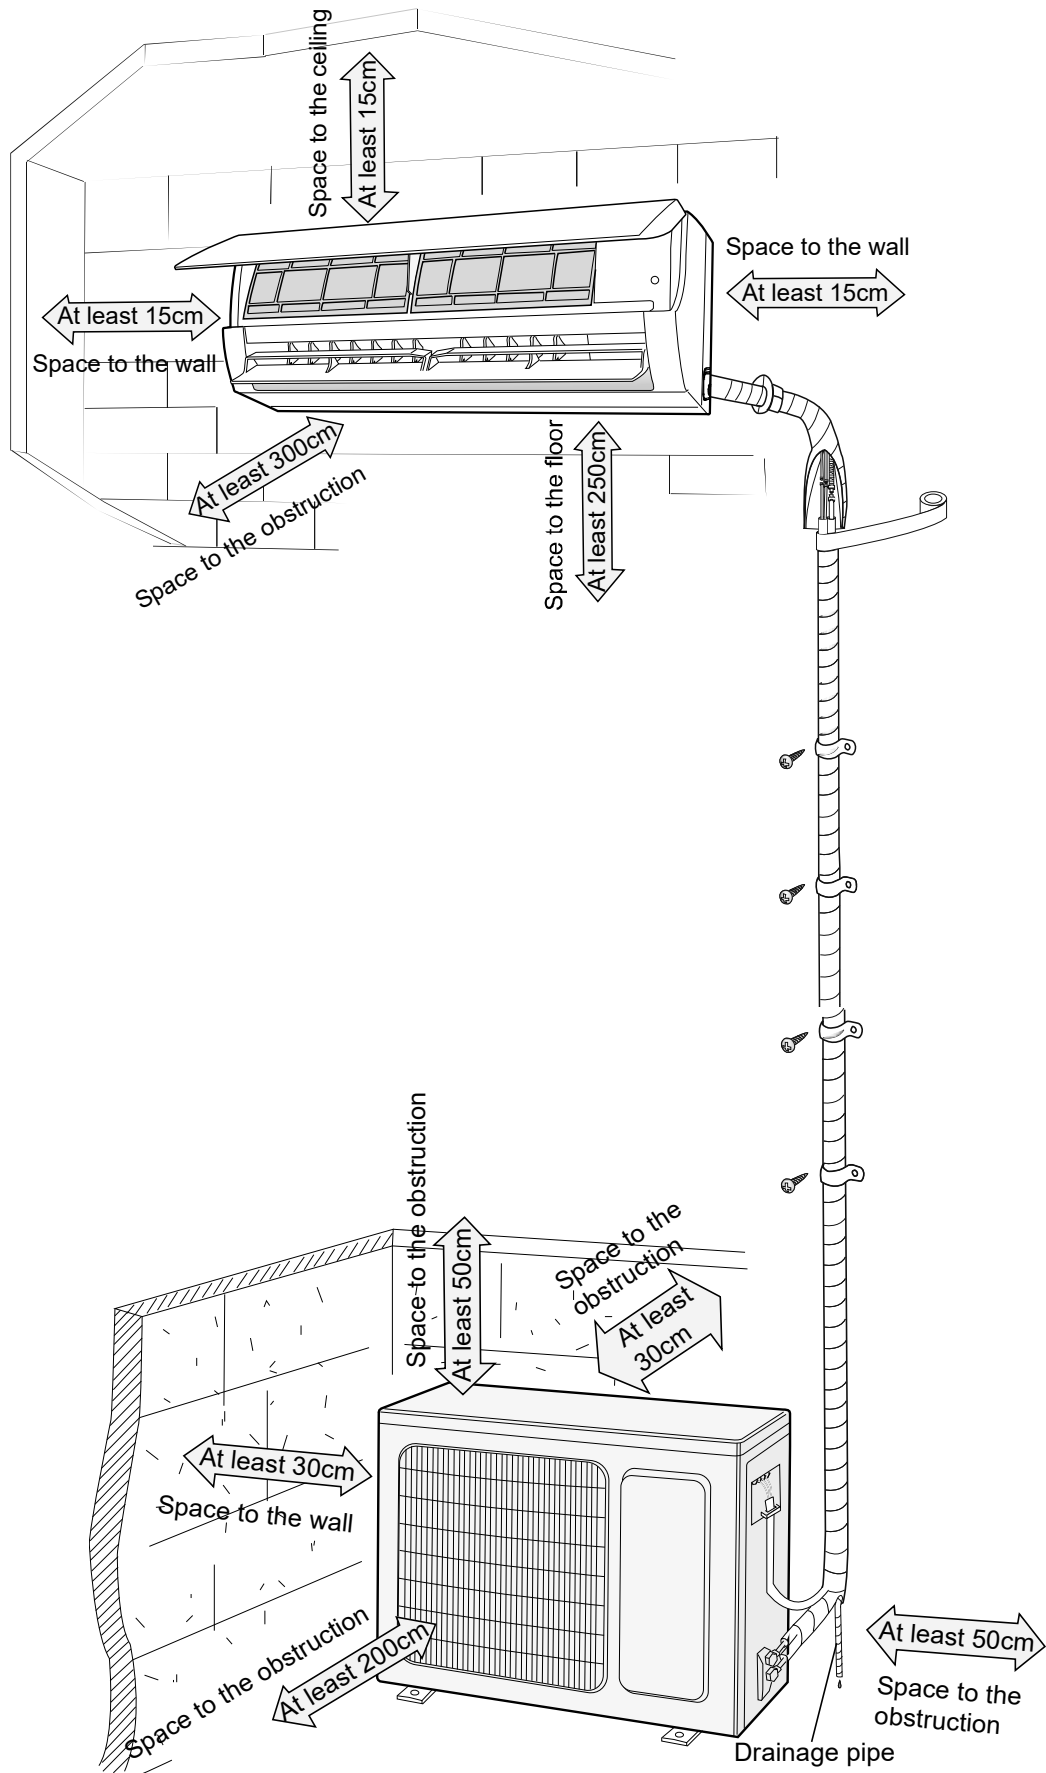 Space to the ceiling
At least 15cm
Space to the wall
At least 15cm
At least 15cm
Space to the wall
At least 300cm
Space to the obstruction
Space to the floor
At least 250cm
Space to the obstruction
At least 50cm
Space to the
obstruction
At least
30cm
At least 30cm
Space to the wall
Space to the obstruction
At least 200cm
At least 50cm
Space to the
obstruction
Drainage pipe